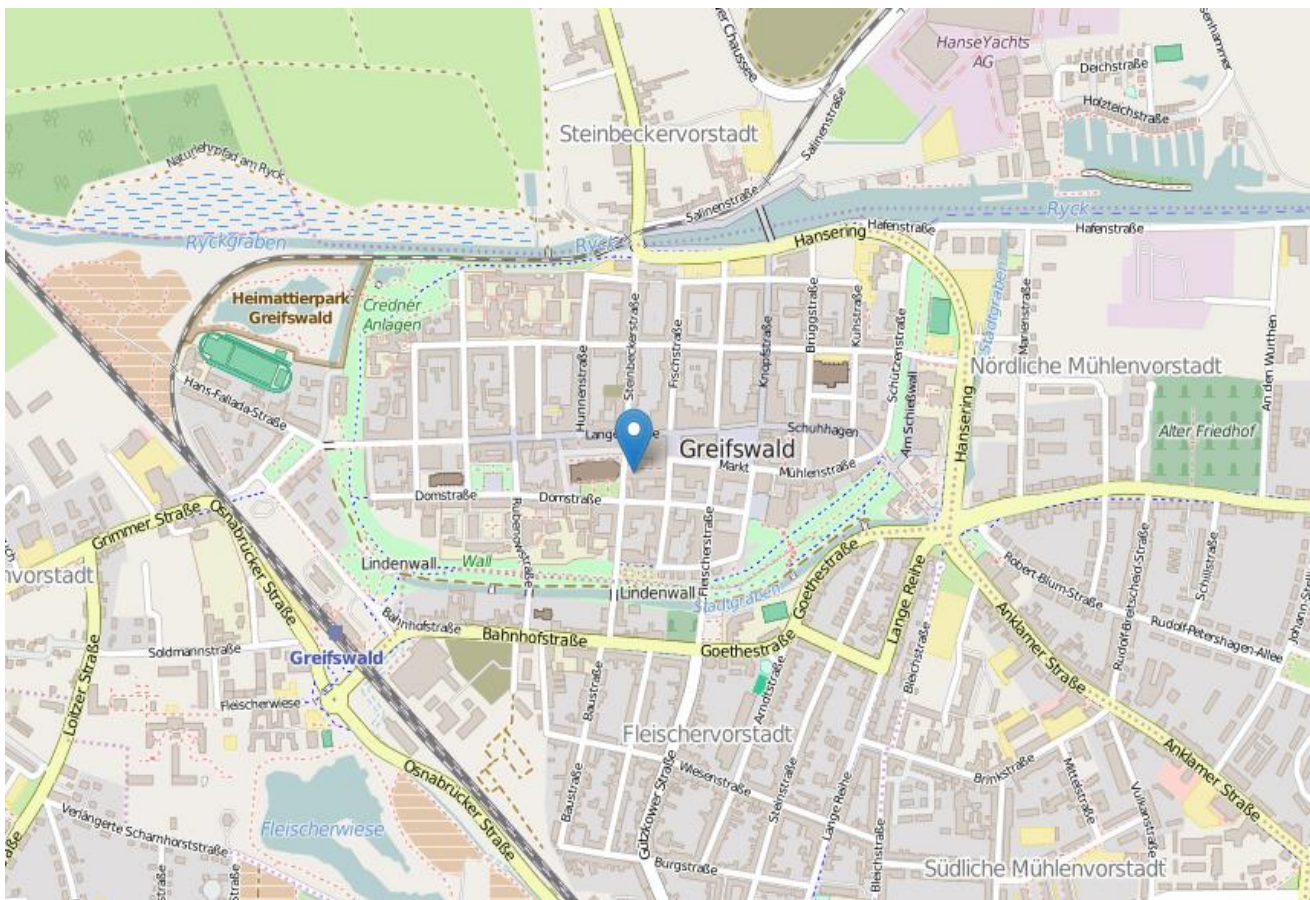 HanseYachts
AG
Deichstraße
Holzteichstraße
Steinbeckervorstadt
Salinenstraße
Naturlehrpfad am Ryck
Salinenstraße
Ryck
Hafenstraße
Hafenstraße
Ryckgraben
Ryck
Hansering
Heimattierpark
Greifswald
Credner
Anlagen
Steinbeckerstraße
Fischstraße
Hunnenstraße
Knopfstraße
Bruggstraße
Kuhstraße
Schützenstraße
Stadtgraben
Marienstraße
An den Wurthen
Nördliche Mühlenvorstadt
Hans-Fallada-Straße
Am Schießwall
Hansering
Alter Friedhof
Lange
Schuhhagen
Greifswald
Markt
Mühlenstraße
Domstraße
Domstraße
Grimmer Straße
Osnabrücker Straße
Rubenowstraße
Fleischerstraße
Lindenwall
Wall
Lindenwall
Stadtgraben
Goethestraße
Lange Reihe
Robert-Blum-Straße
Rudolf-Breitscheid-Straße
Schillstraße
nvorstadt
Bahnhofstraße
Bahnhofstraße
Goethestraße
Anklamer Straße
Rudolf-Petershagen-Allee
Soldmannstraße
Greifswald
Loitzer Straße
Fleischerwiese
Baustraße
Arndtstraße
Bleichstraße
Fleischervorstadt
Anklamer Straße
Wiesenstraße
Brinkstraße
Mittelstraße
Vulkanstraße
Osnabrücker Straße
Baustraße
Gützkower Straße
Steinstraße
Lange Reihe
Bleichstraße
Fleischerwiese
Verlängerte Scharnhorststraße
Burgstraße
Südliche Mühlenvorstadt